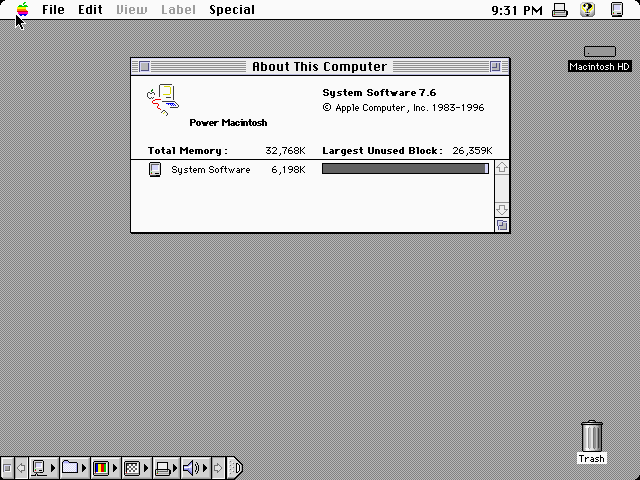 File Edit View Label Special 9:31 PM
Macintosh HD
About This Computer
System Software 7.6
© Apple Computer, Inc. 1983-1996
Power Macintosh
Total Memory : 32,768K Largest Unused Block : 26,359K
System Software 6,198K
Trash